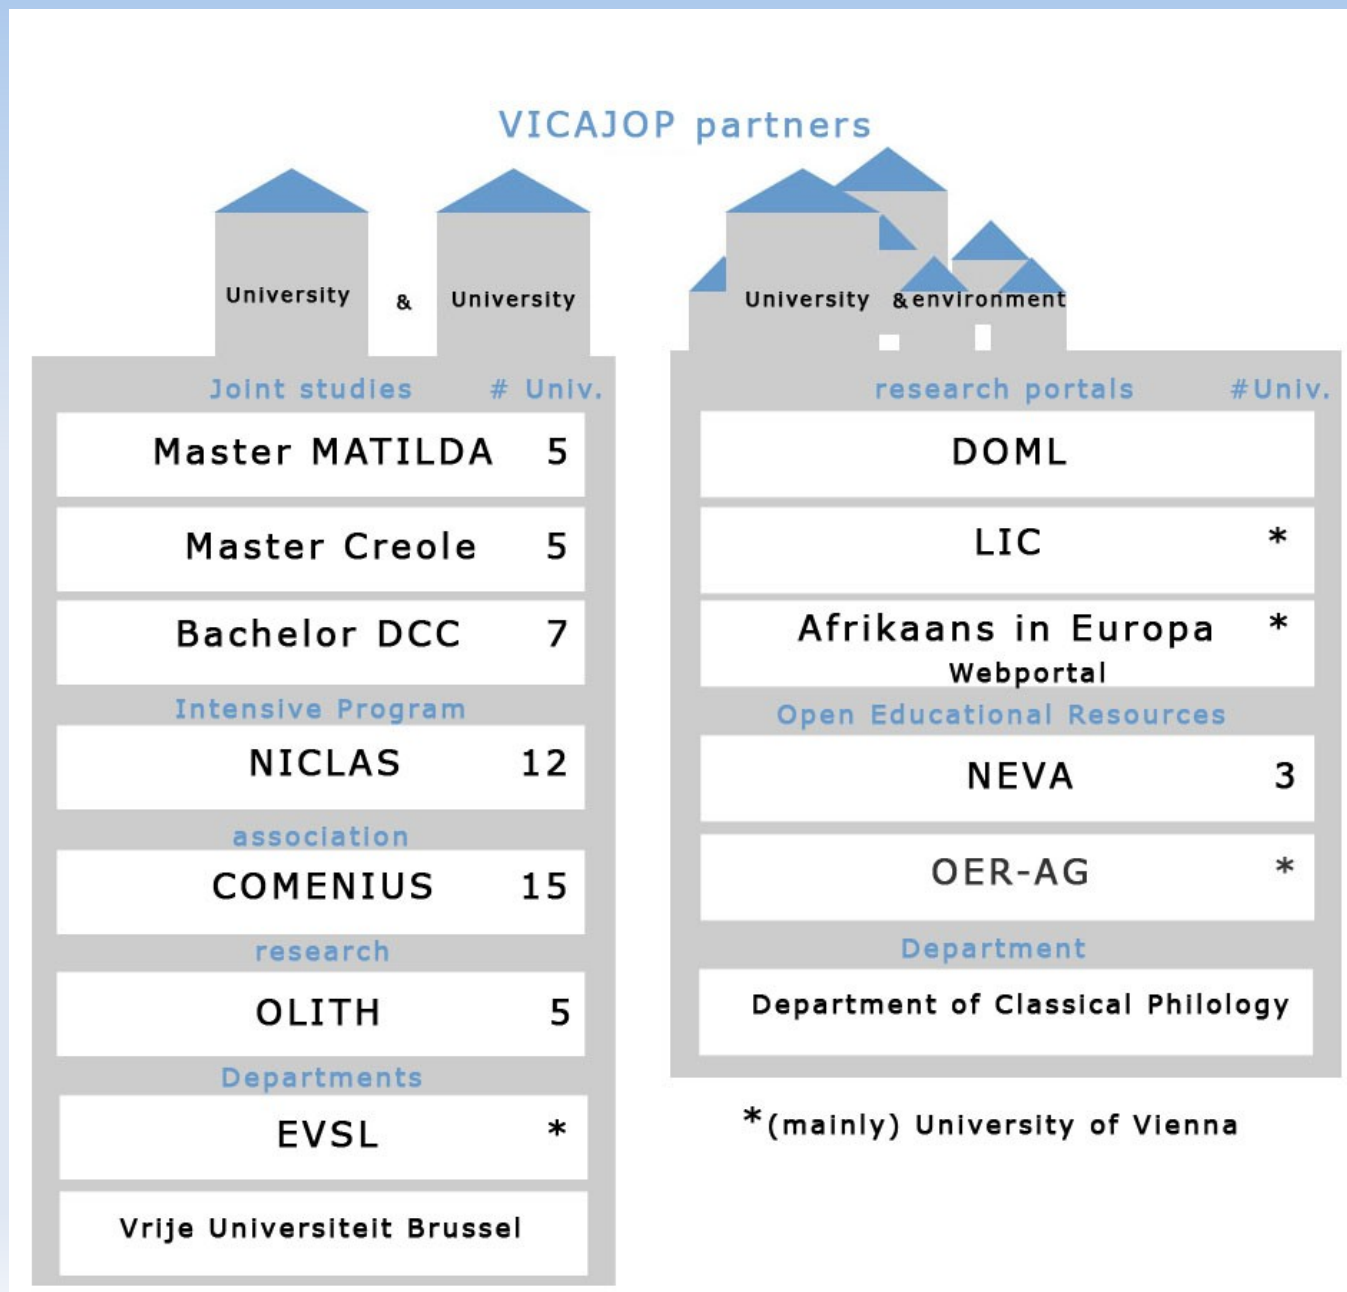 VICAJOP partners
University & University
Joint studies # Univ.
Master MATILDA 5
Master Creole 5
Bachelor DCC 7
Intensive Program
NICLAS 12
association
COMENIUS 15
research
OLITH 5
Departments
EVSL *
Vrije Universiteit Brussel
University & environment
research portals #Univ.
DOML
LIC *
Afrikaans in Europa *
Webportal
Open Educational Resources
NEVA 3
OER-AG *
Department
Department of Classical Philology
*(mainly) University of Vienna